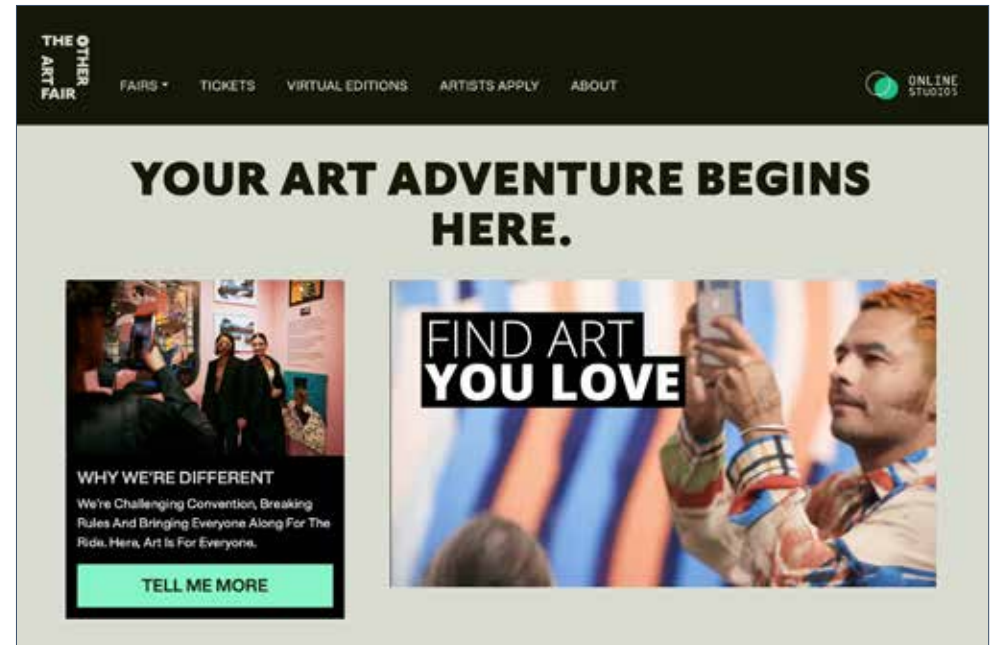 THE OTHER
ART
FAIR
FAIRS
TICKETS
VIRTUAL EDITIONS
ARTISTS APPLY
ABOUT
ONLINE
STUDIOS
YOUR ART ADVENTURE BEGINS
HERE.
WHY WE'RE DIFFERENT
We're Challenging Convention, Breaking
Rules And Bringing Everyone Along For The
Ride. Here, Art Is For Everyone.
TELL ME MORE
FIND ART
YOU LOVE